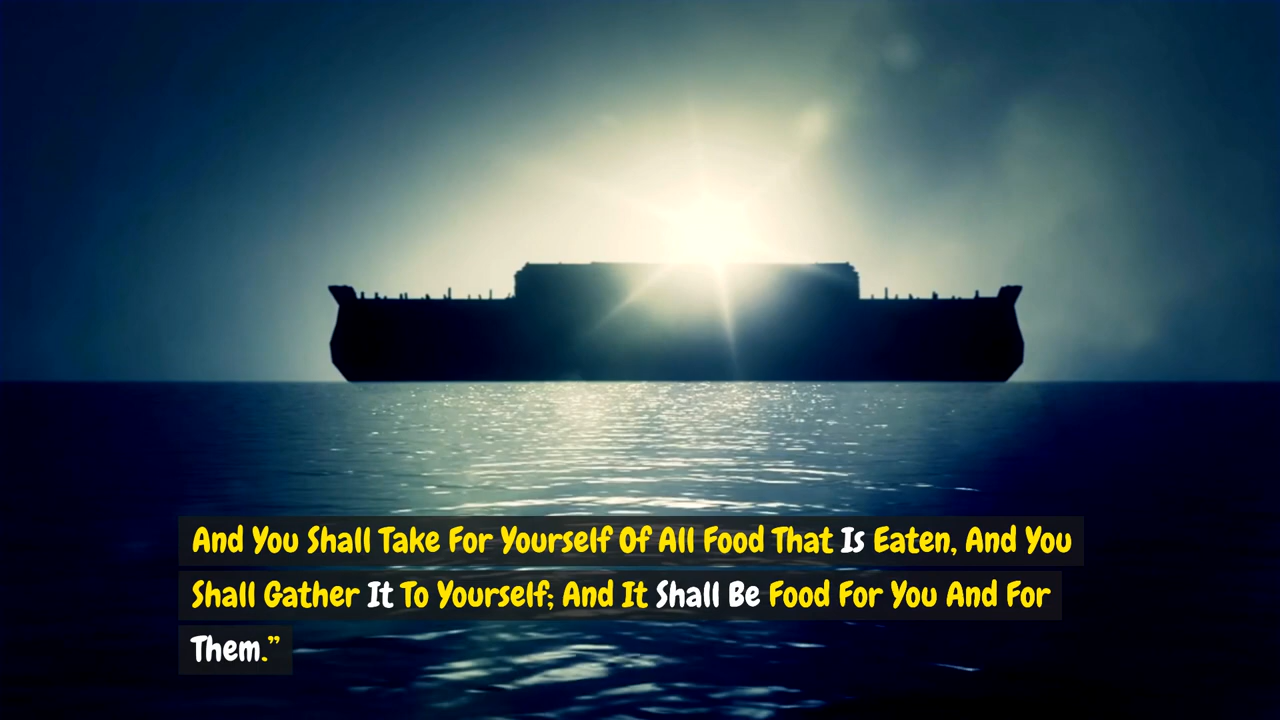 And You Shall Take For Yourself Of All Food That Is Eaten, And You
Shall Gather It To Yourself; And It Shall Be Food For You And For
Them.”